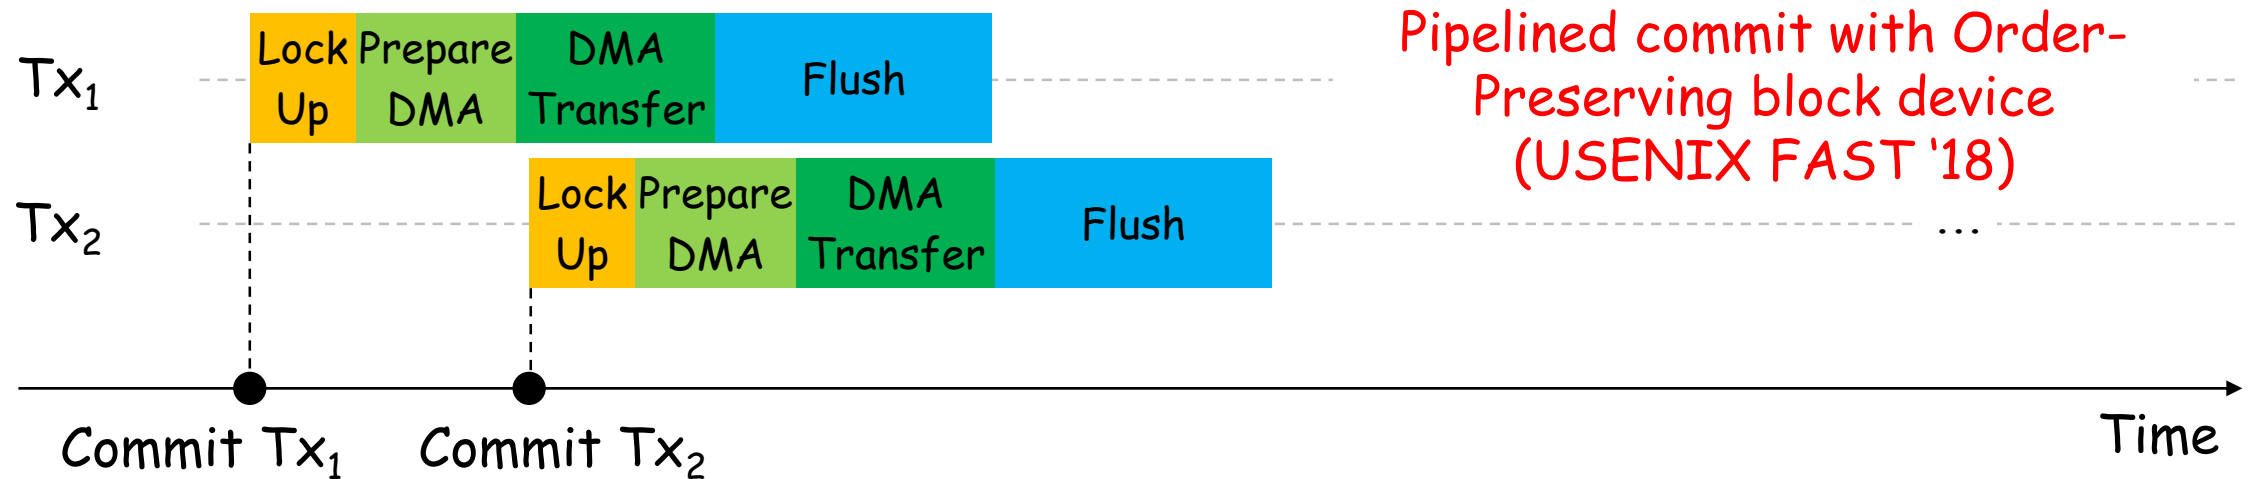 Pipelined commit with Order-
Preserving block device
(USENIX FAST '18)
Tx1
Lock Up
Prepare DMA
DMA Transfer
Flush
Tx2
Lock Up
Prepare DMA
DMA Transfer
Flush
...
Commit Tx1
Commit Tx2
Time